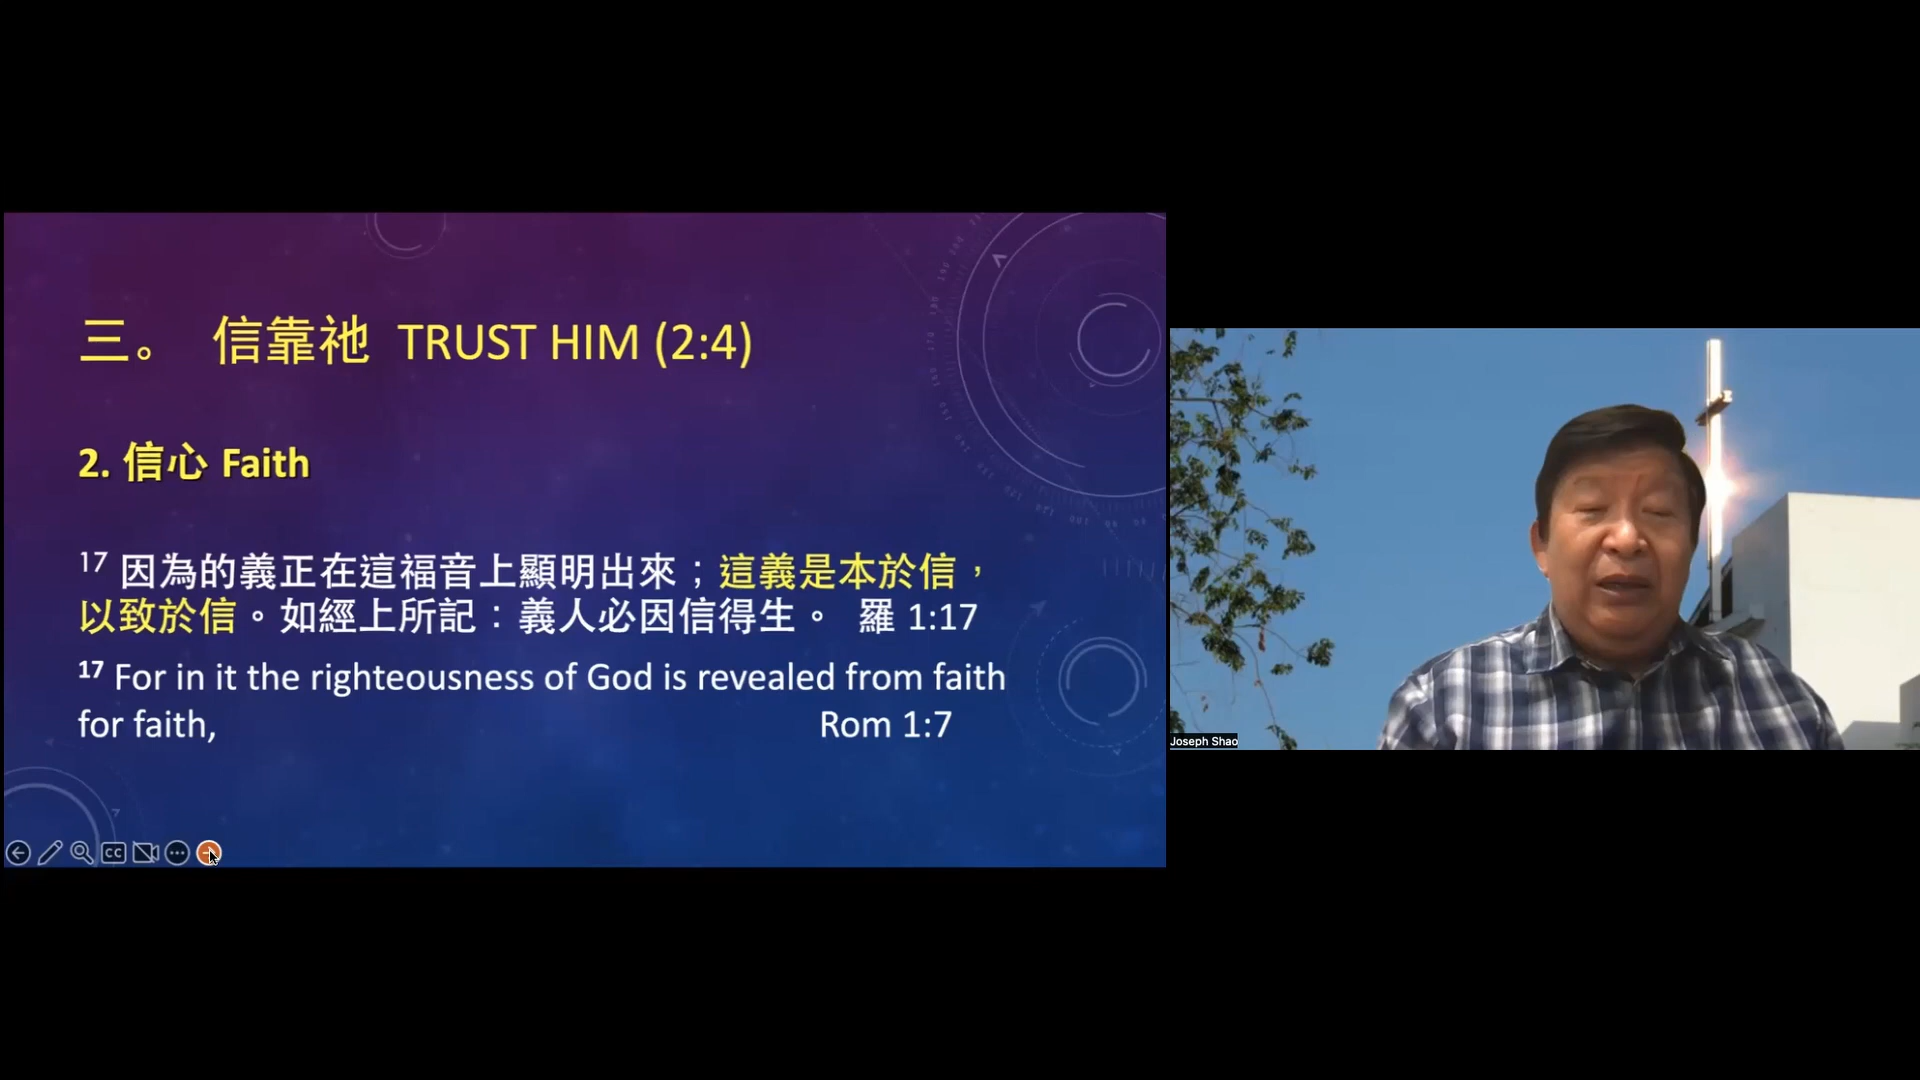 三。 信靠祂 TRUST HIM (2:4)
2. 信心 Faith
17 因為的義正在這福音上顯明出來；這義是本於信，
以致於信。如經上所記：義人必因信得生。 羅 1:17
17 For in it the righteousness of God is revealed from faith
for faith, Rom 1:7
CC
Joseph Shao